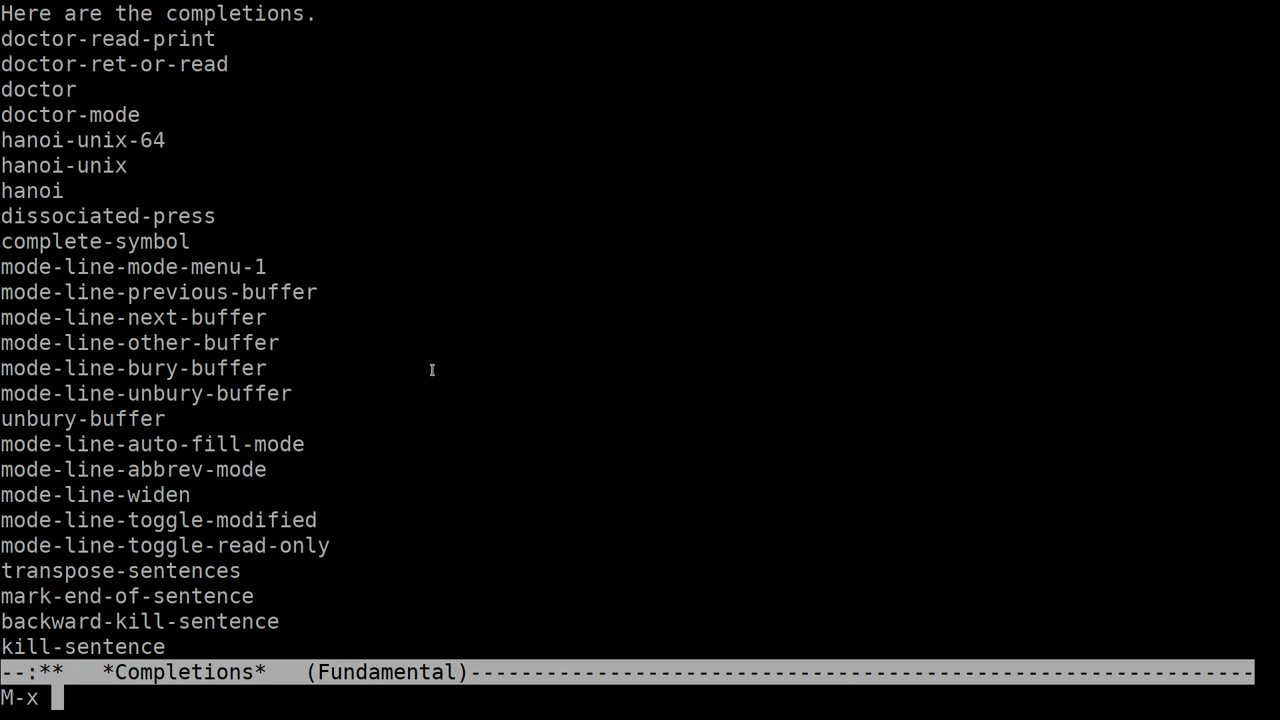 Here are the completions.
doctor-read-print
doctor-ret-or-read
doctor
doctor-mode
hanoi-unix-64
hanoi-unix
hanoi
dissociated-press
complete-symbol
mode-line-mode-menu-1
mode-line-previous-buffer
mode-line-next-buffer
mode-line-other-buffer
mode-line-bury-buffer
mode-line-unbury-buffer
unbury-buffer
mode-line-auto-fill-mode
mode-line-abbrev-mode
mode-line-widen
mode-line-toggle-modified
mode-line-toggle-read-only
transpose-sentences
mark-end-of-sentence
backward-kill-sentence
kill-sentence
--:**   *Completions*   (Fundamental)--------------------------------------------------------------
M-x